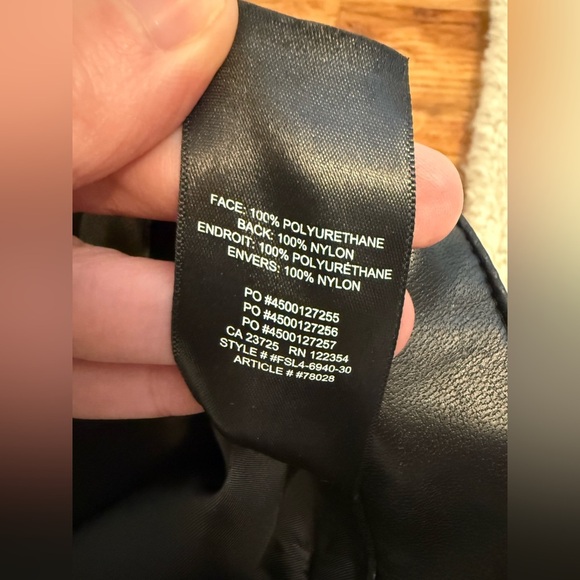 FACE: 100% POLYURETHANE
BACK: 100% NYLON
ENDROIT: 100% POLYURÉTHANE
ENVERS: 100% NYLON
PO #4500127255
PO #4500127256
PO #4500127257
CA 23725 RN 122354
STYLE # #FSL4-6940-30
ARTICLE # #78028